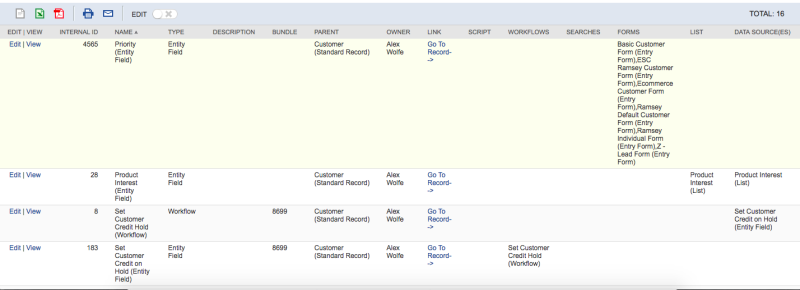 EDIT TOTAL: 16
EDIT | VIEW INTERNAL ID NAME ▲ TYPE DESCRIPTION BUNDLE PARENT OWNER LINK SCRIPT WORKFLOWS SEARCHES FORMS LIST DATA SOURCE(ES)
Edit | View 4565 Priority Entity Customer Alex Go To Basic Customer
(Entity Field (Standard Record) Wolfe Record- Form (Entry
Field) -> Form),ESC
Ramsey Customer
Form (Entry
Form),Ecommerce
Customer Form
(Entry
Form),Ramsey
Default Customer
Form (Entry
Form),Ramsey
Individual Form
(Entry Form),Z -
Lead Form (Entry
Form)
Edit | View 28 Product Entity Customer Alex Go To Product Product Interest
Interest Field (Standard Record) Wolfe Record- Interest (List)
(Entity -> (List)
Field)
Edit | View 8 Set Workflow 8699 Customer Alex Go To Set Customer
Customer (Standard Record) Wolfe Record- Credit on Hold
Credit Hold -> (Entity Field)
(Workflow)
Edit | View 183 Set Entity 8699 Customer Alex Go To Set Customer
Customer Field (Standard Record) Wolfe Record- Credit Hold
Credit on -> (Workflow)
Hold (Entity
Field)